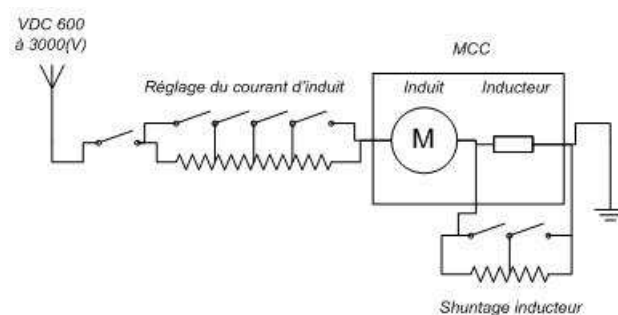 VDC 600
à 3000(V)
MCC
Réglage du courant d'induit
Induit
Inducteur
M
Shuntage inducteur